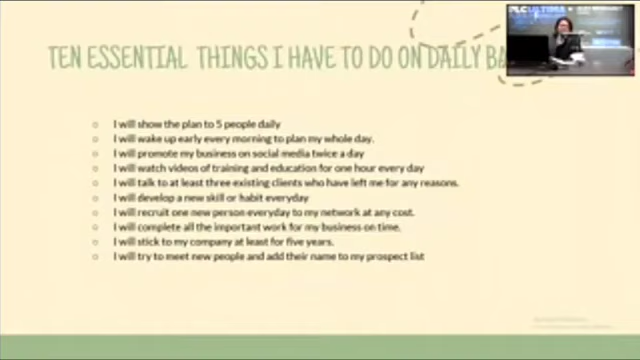 TEN ESSENTIAL THINGS I HAVE TO DO ON DAILY BA
I will show the plan to 5 people daily
I will wake up early every morning to plan my whole day.
I will promote my business on social media twice a day
I will watch videos of training and education for one hour every day
I will talk to at least three existing clients who have left me for any reasons.
I will develop a new skill or habit everyday
I will recruit one new person everyday to my network at any cost.
I will complete all the important work for my business on time.
I will stick to my company at least for five years.
I will try to meet new people and add their name to my prospect list